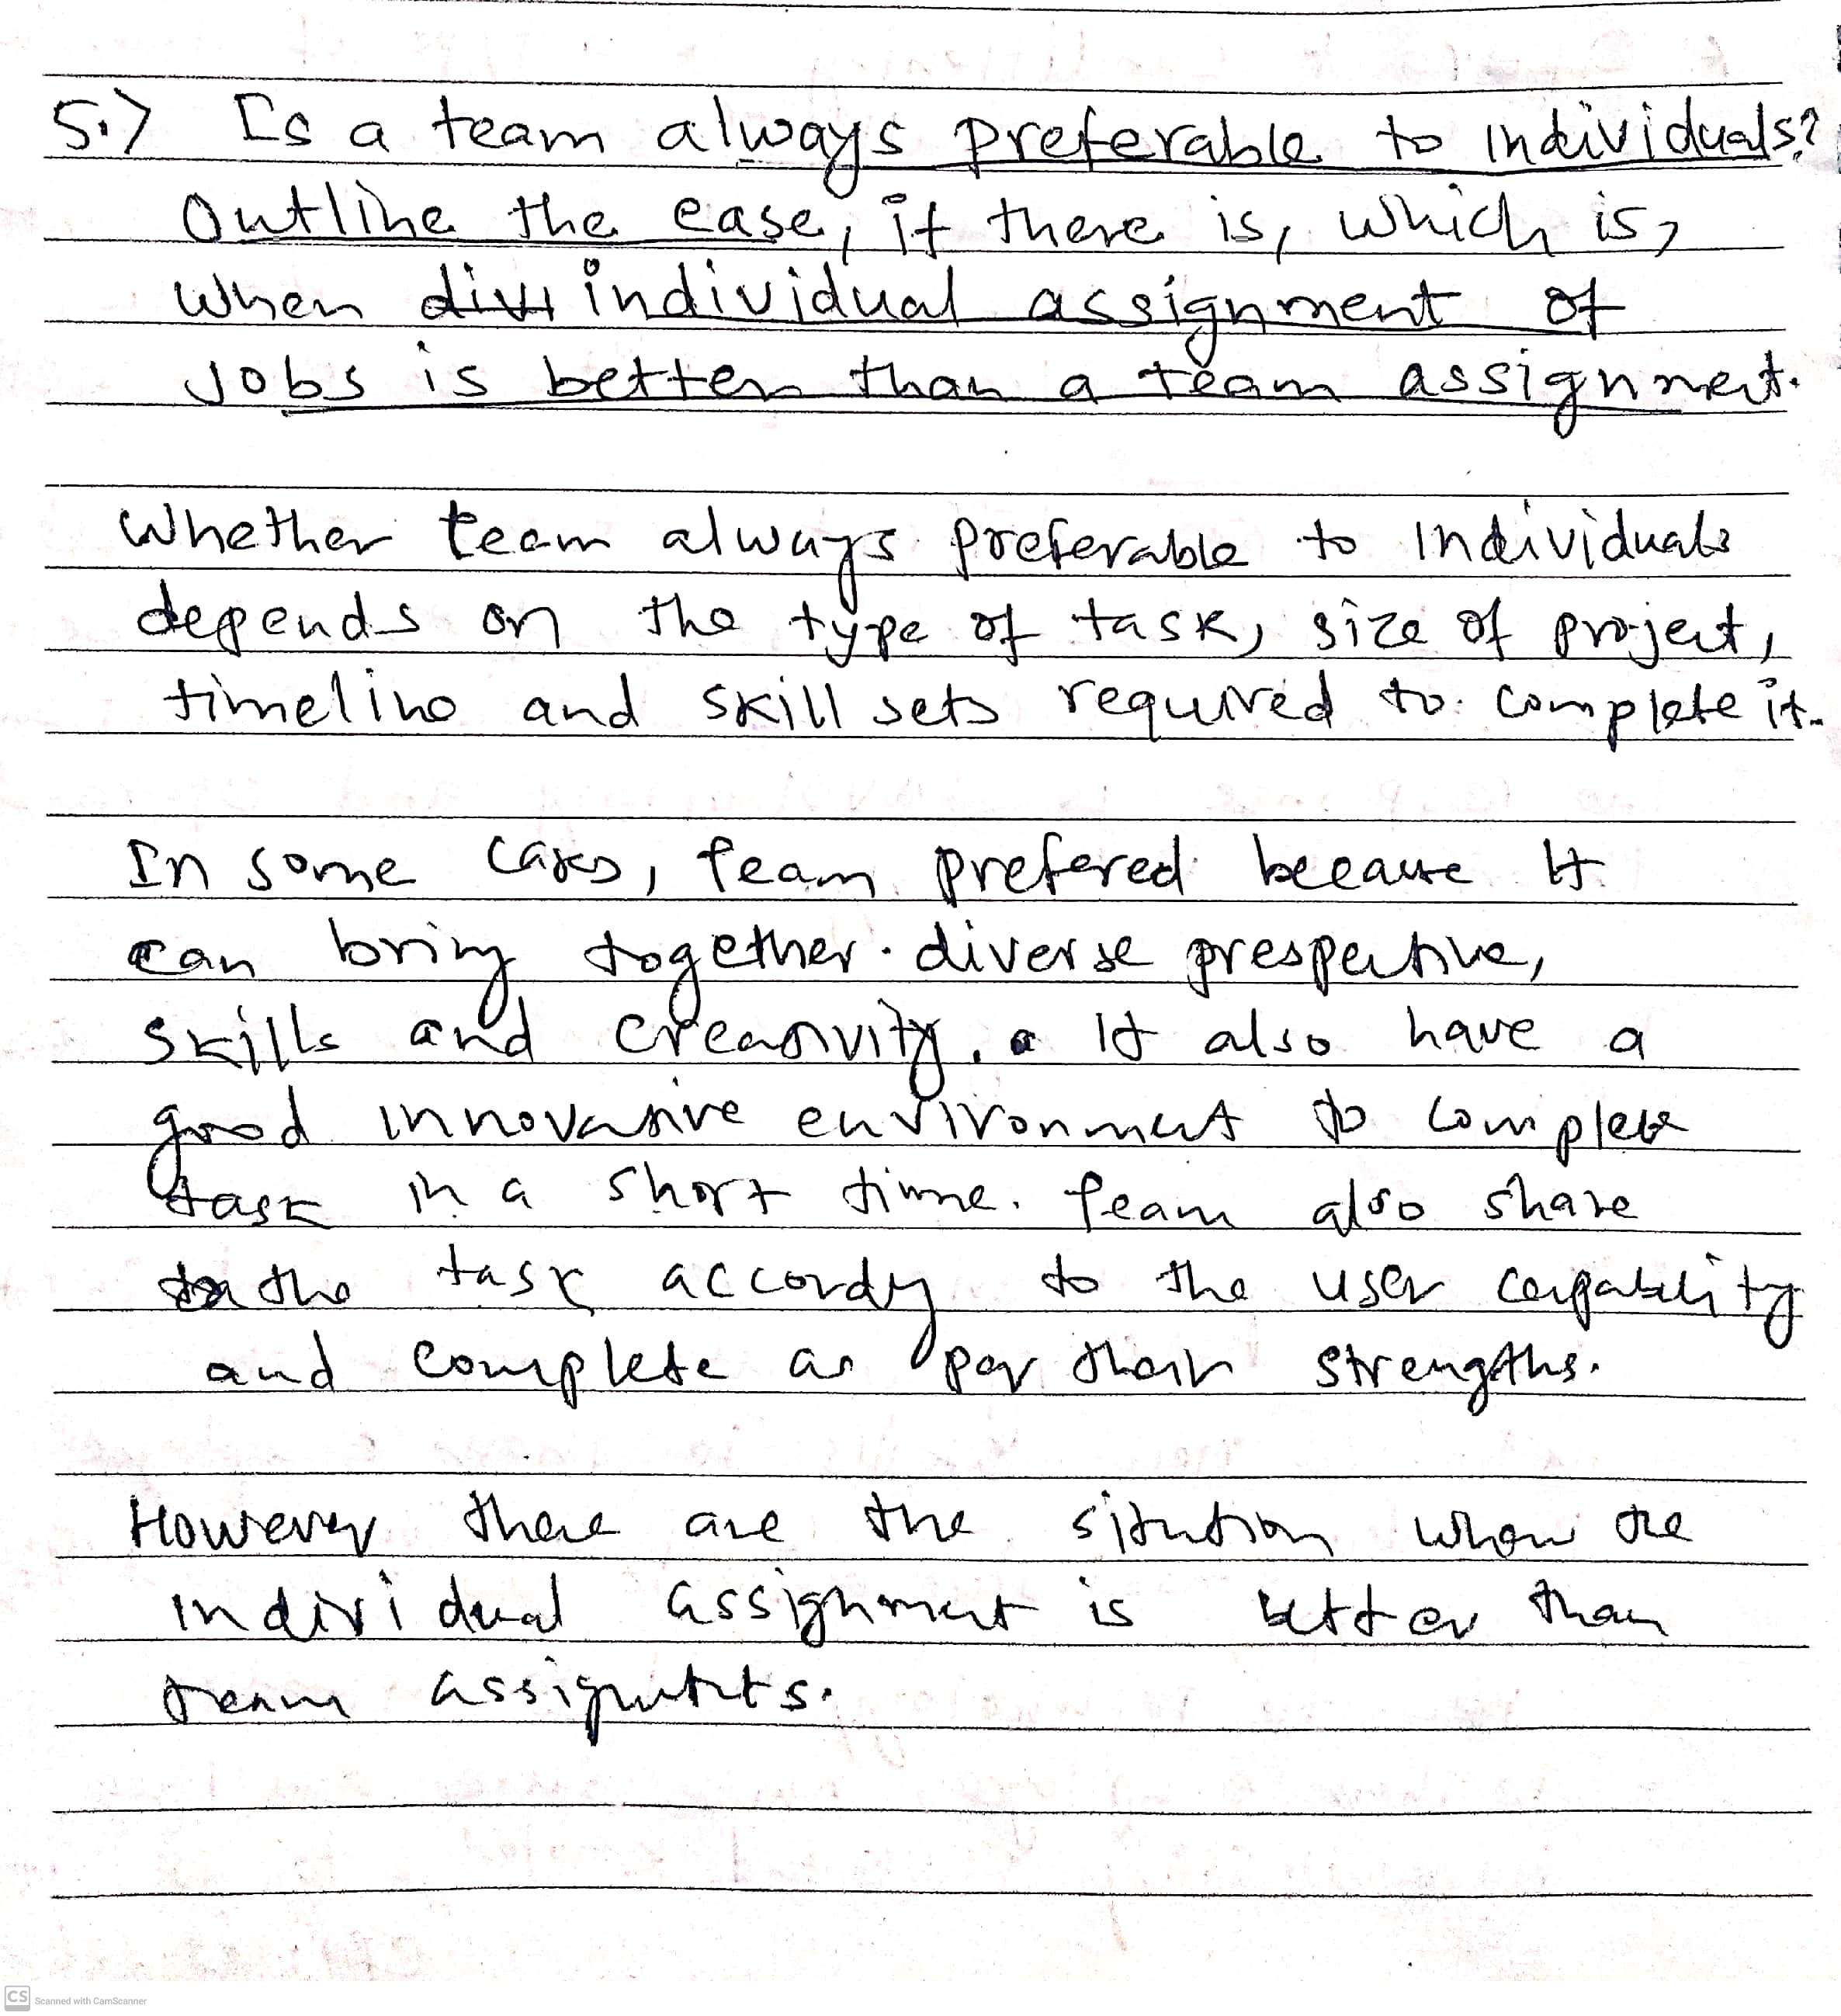 5.) Is a team always preferable to individuals?
Outline the case, if there is, which is,
when divi individual assignment of
Jobs is better than a team assignment.
Whether team always preferable to individuals
depends on the type of task, size of project,
timeline and skill sets required to complete it.
In some cases, team prefered because It
can bring together diverse prespective,
skills and creativity. It also have a
good innovative environment to complete
task in a short time. Team also share
the task accordy to the user capability
and complete as per their strengths.
However there are the sitution when the
individual assignment is better than
team assignments.
CS Scanned with CamScanner